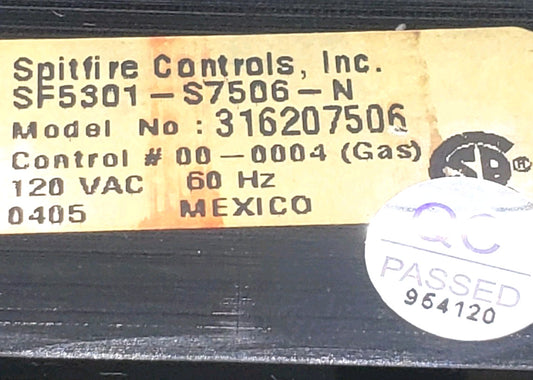 Spitfire Controls, Inc.
SF5301-S7506-N
Model No: 316207506
Control # 00-0004 (Gas)
120 VAC 60 Hz
0405 MEXICO
®
QC
PASSED
964120